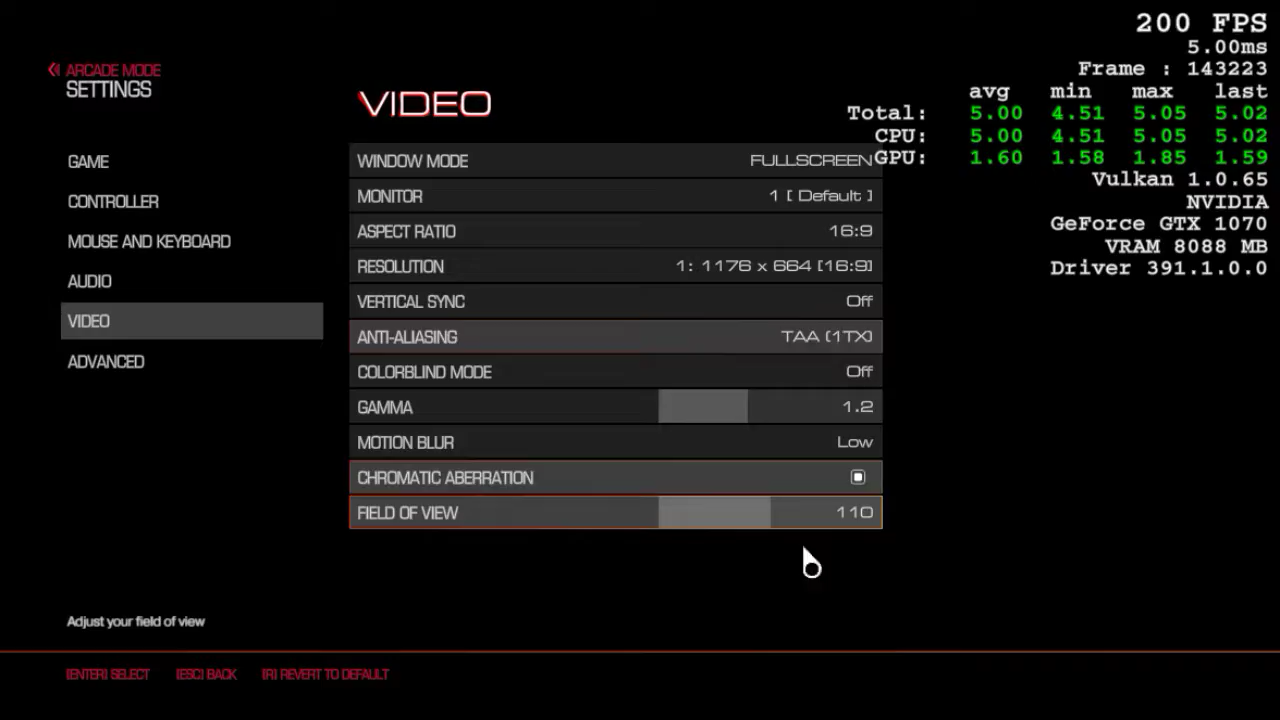 ARCADE MODE
SETTINGS
GAME
CONTROLLER
MOUSE AND KEYBOARD
AUDIO
VIDEO
ADVANCED
VIDEO
WINDOW MODE FULLSCREEN
MONITOR 1 [ Default ]
ASPECT RATIO 16:9
RESOLUTION 1: 1176 x 664 [16:9]
VERTICAL SYNC Off
ANTI-ALIASING TAA (1TX)
COLORBLIND MODE Off
GAMMA 1.2
MOTION BLUR Low
CHROMATIC ABERRATION
FIELD OF VIEW 110
200 FPS
5.00ms
Frame : 143223
avg min max last
Total: 5.00 4.51 5.05 5.02
CPU: 5.00 4.51 5.05 5.02
GPU: 1.60 1.58 1.85 1.59
Vulkan 1.0.65
NVIDIA
GeForce GTX 1070
VRAM 8088 MB
Driver 391.1.0.0
Adjust your field of view
[ENTER] SELECT [ESC] BACK [R] REVERT TO DEFAULT